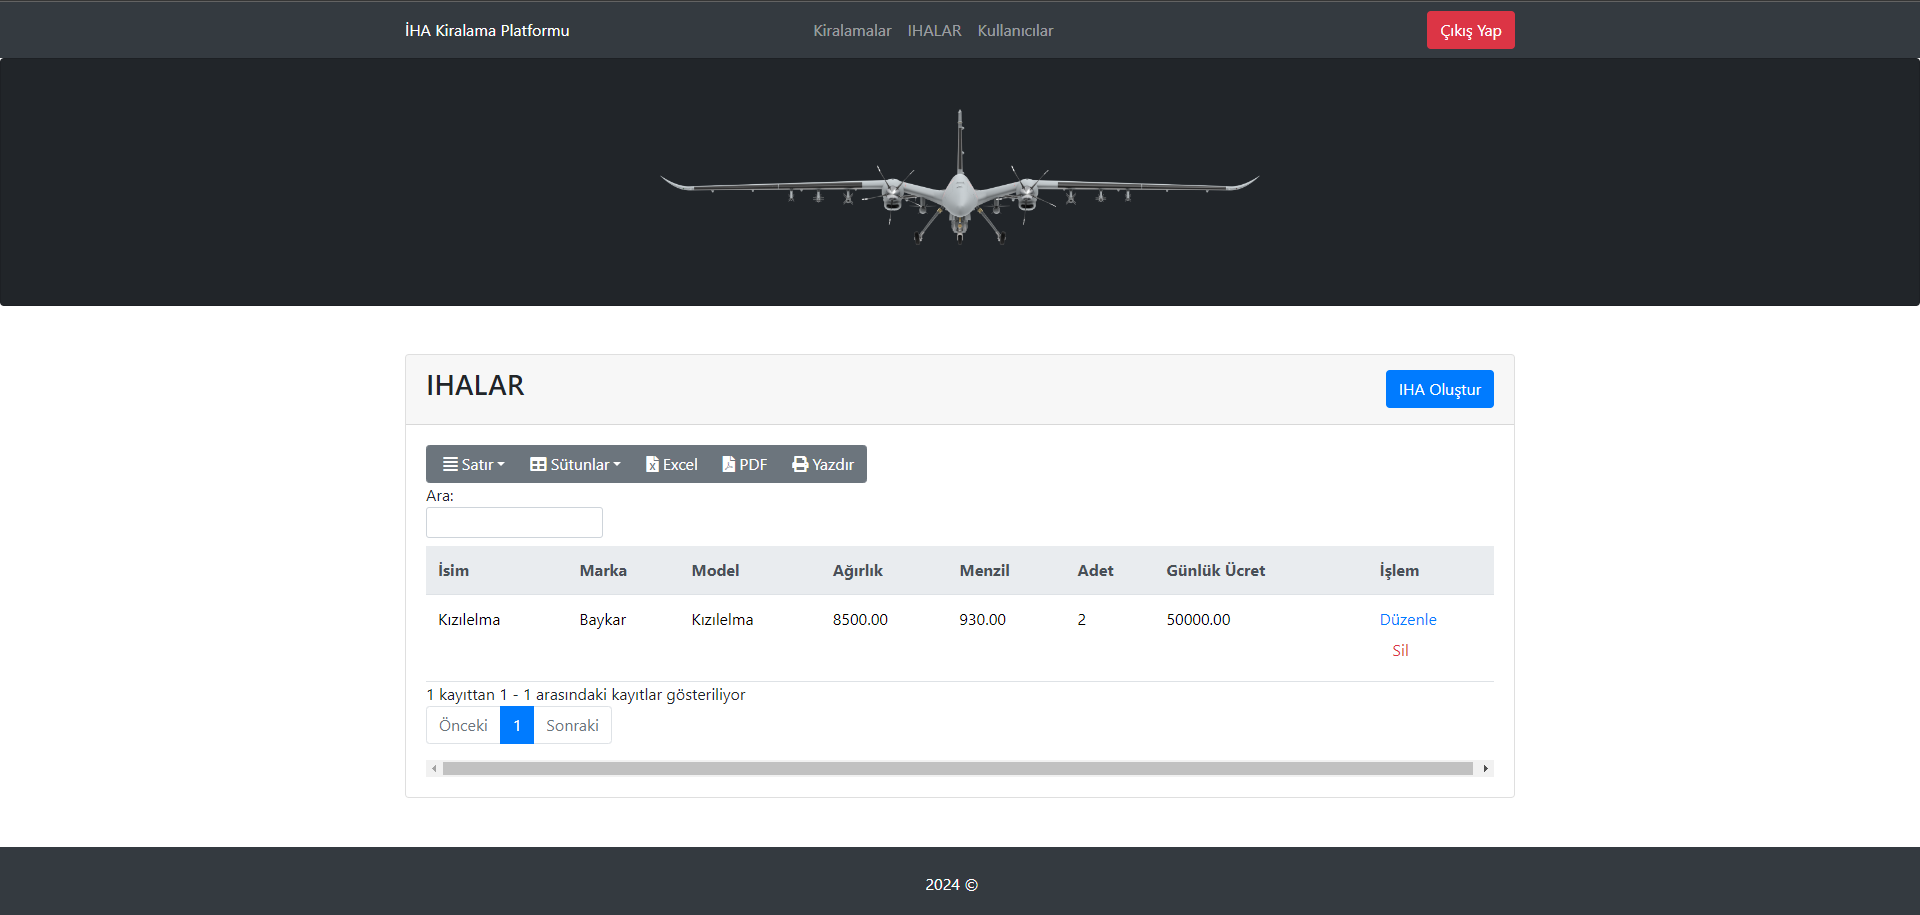 İHA Kiralama Platformu Kiralamalar IHALAR Kullanıcılar Çıkış Yap
IHALAR IHA Oluştur
Satır Sütunlar Excel PDF Yazdır
Ara:
İsim Marka Model Ağırlık Menzil Adet Günlük Ücret İşlem
Kızılelma Baykar Kızılelma 8500.00 930.00 2 50000.00 Düzenle
Sil
1 kayıttan 1 - 1 arasındaki kayıtlar gösteriliyor
Önceki 1 Sonraki
2024 ©